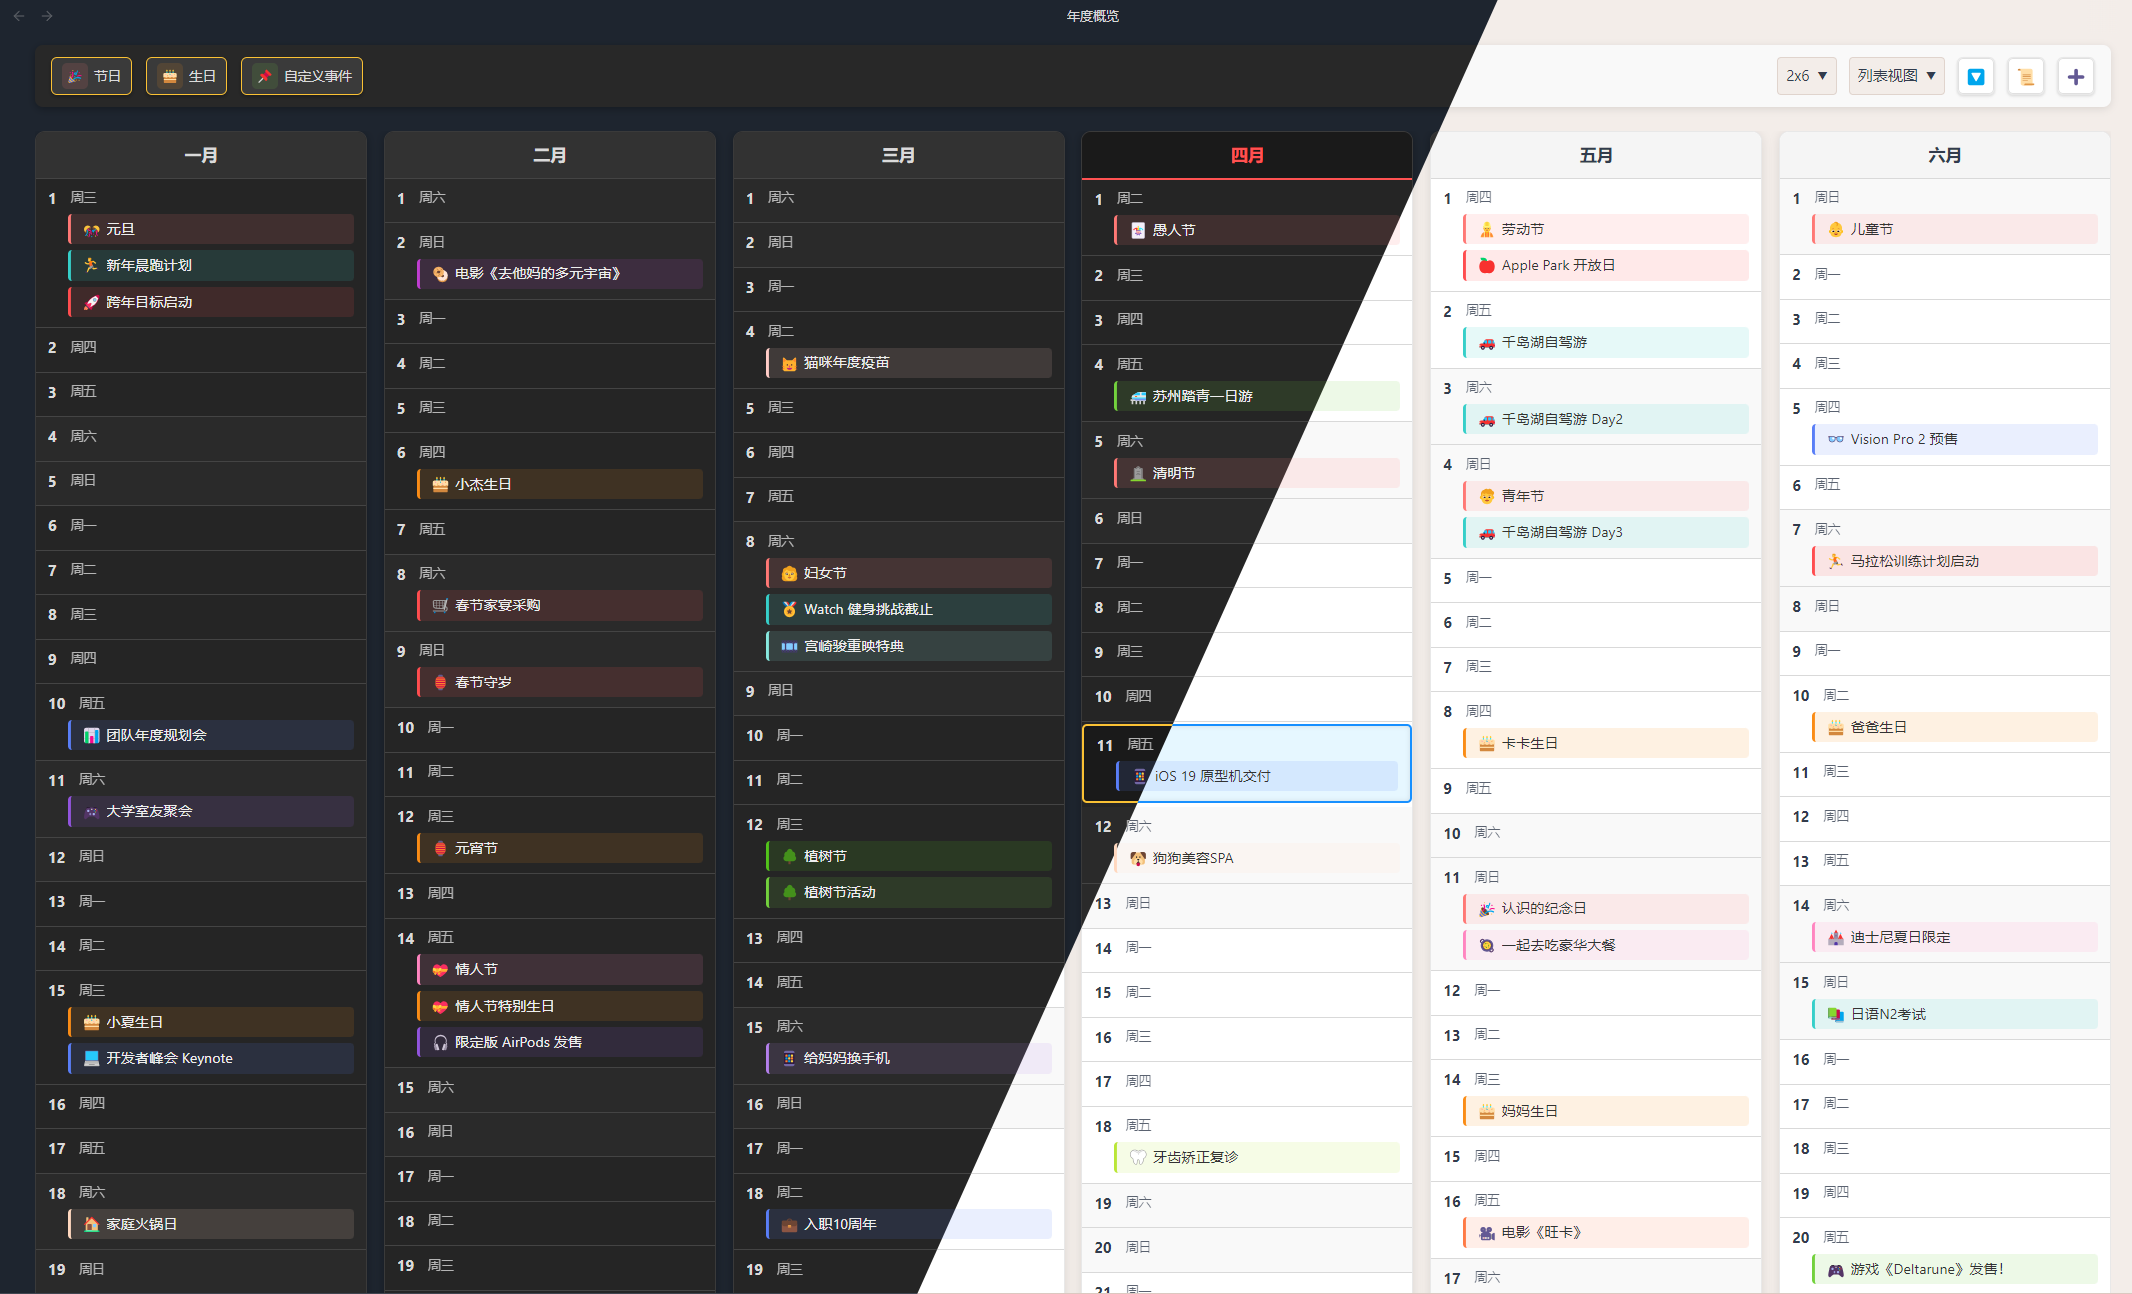 年度概览
节日
生日
自定义事件
2x6 ▼
列表视图 ▼
一月
1 周三
元旦
新年晨跑计划
跨年目标启动
2 周四
3 周五
4 周六
5 周日
6 周一
7 周二
8 周三
9 周四
10 周五
团队年度规划会
11 周六
大学室友聚会
12 周日
13 周一
14 周二
15 周三
小夏生日
开发者峰会 Keynote
16 周四
17 周五
18 周六
家庭火锅日
19 周日
二月
1 周六
2 周日
电影《去他妈的多元宇宙》
3 周一
4 周二
5 周三
6 周四
小杰生日
7 周五
8 周六
春节家宴采购
9 周日
春节守岁
10 周一
11 周二
12 周三
元宵节
13 周四
14 周五
情人节
情人节特别生日
限定版 AirPods 发售
15 周六
16 周日
17 周一
18 周二
19 周三
三月
1 周六
2 周日
3 周一
4 周二
猫咪年度疫苗
5 周三
6 周四
7 周五
8 周六
妇女节
Watch 健身挑战截止
宫崎骏重映特典
9 周日
10 周一
11 周二
12 周三
植树节
植树节活动
13 周四
14 周五
15 周六
给妈妈换手机
16 周日
17 周一
18 周二
入职10周年
19 周三
四月
1 周二
愚人节
2 周三
3 周四
4 周五
苏州踏青一日游
5 周六
清明节
6 周日
7 周一
8 周二
9 周三
10 周四
11 周五
iOS 19 原型机交付
12 周六
狗狗美容SPA
13 周日
14 周一
15 周二
16 周三
17 周四
18 周五
牙齿矫正复诊
19 周六
20 周日
21 周一
五月
1 周四
劳动节
Apple Park 开放日
2 周五
千岛湖自驾游
3 周六
千岛湖自驾游 Day2
4 周日
青年节
千岛湖自驾游 Day3
5 周一
6 周二
7 周三
8 周四
卡卡生日
9 周五
10 周六
11 周日
认识的纪念日
一起去吃豪华大餐
12 周一
13 周二
14 周三
妈妈生日
15 周四
16 周五
电影《旺卡》
17 周六
六月
1 周日
儿童节
2 周一
3 周二
4 周三
5 周四
Vision Pro 2 预售
6 周五
7 周六
马拉松训练计划启动
8 周日
9 周一
10 周二
爸爸生日
11 周三
12 周四
13 周五
14 周六
迪士尼夏日限定
15 周日
日语N2考试
16 周一
17 周二
18 周三
19 周四
20 周五
游戏《Deltarune》发售！